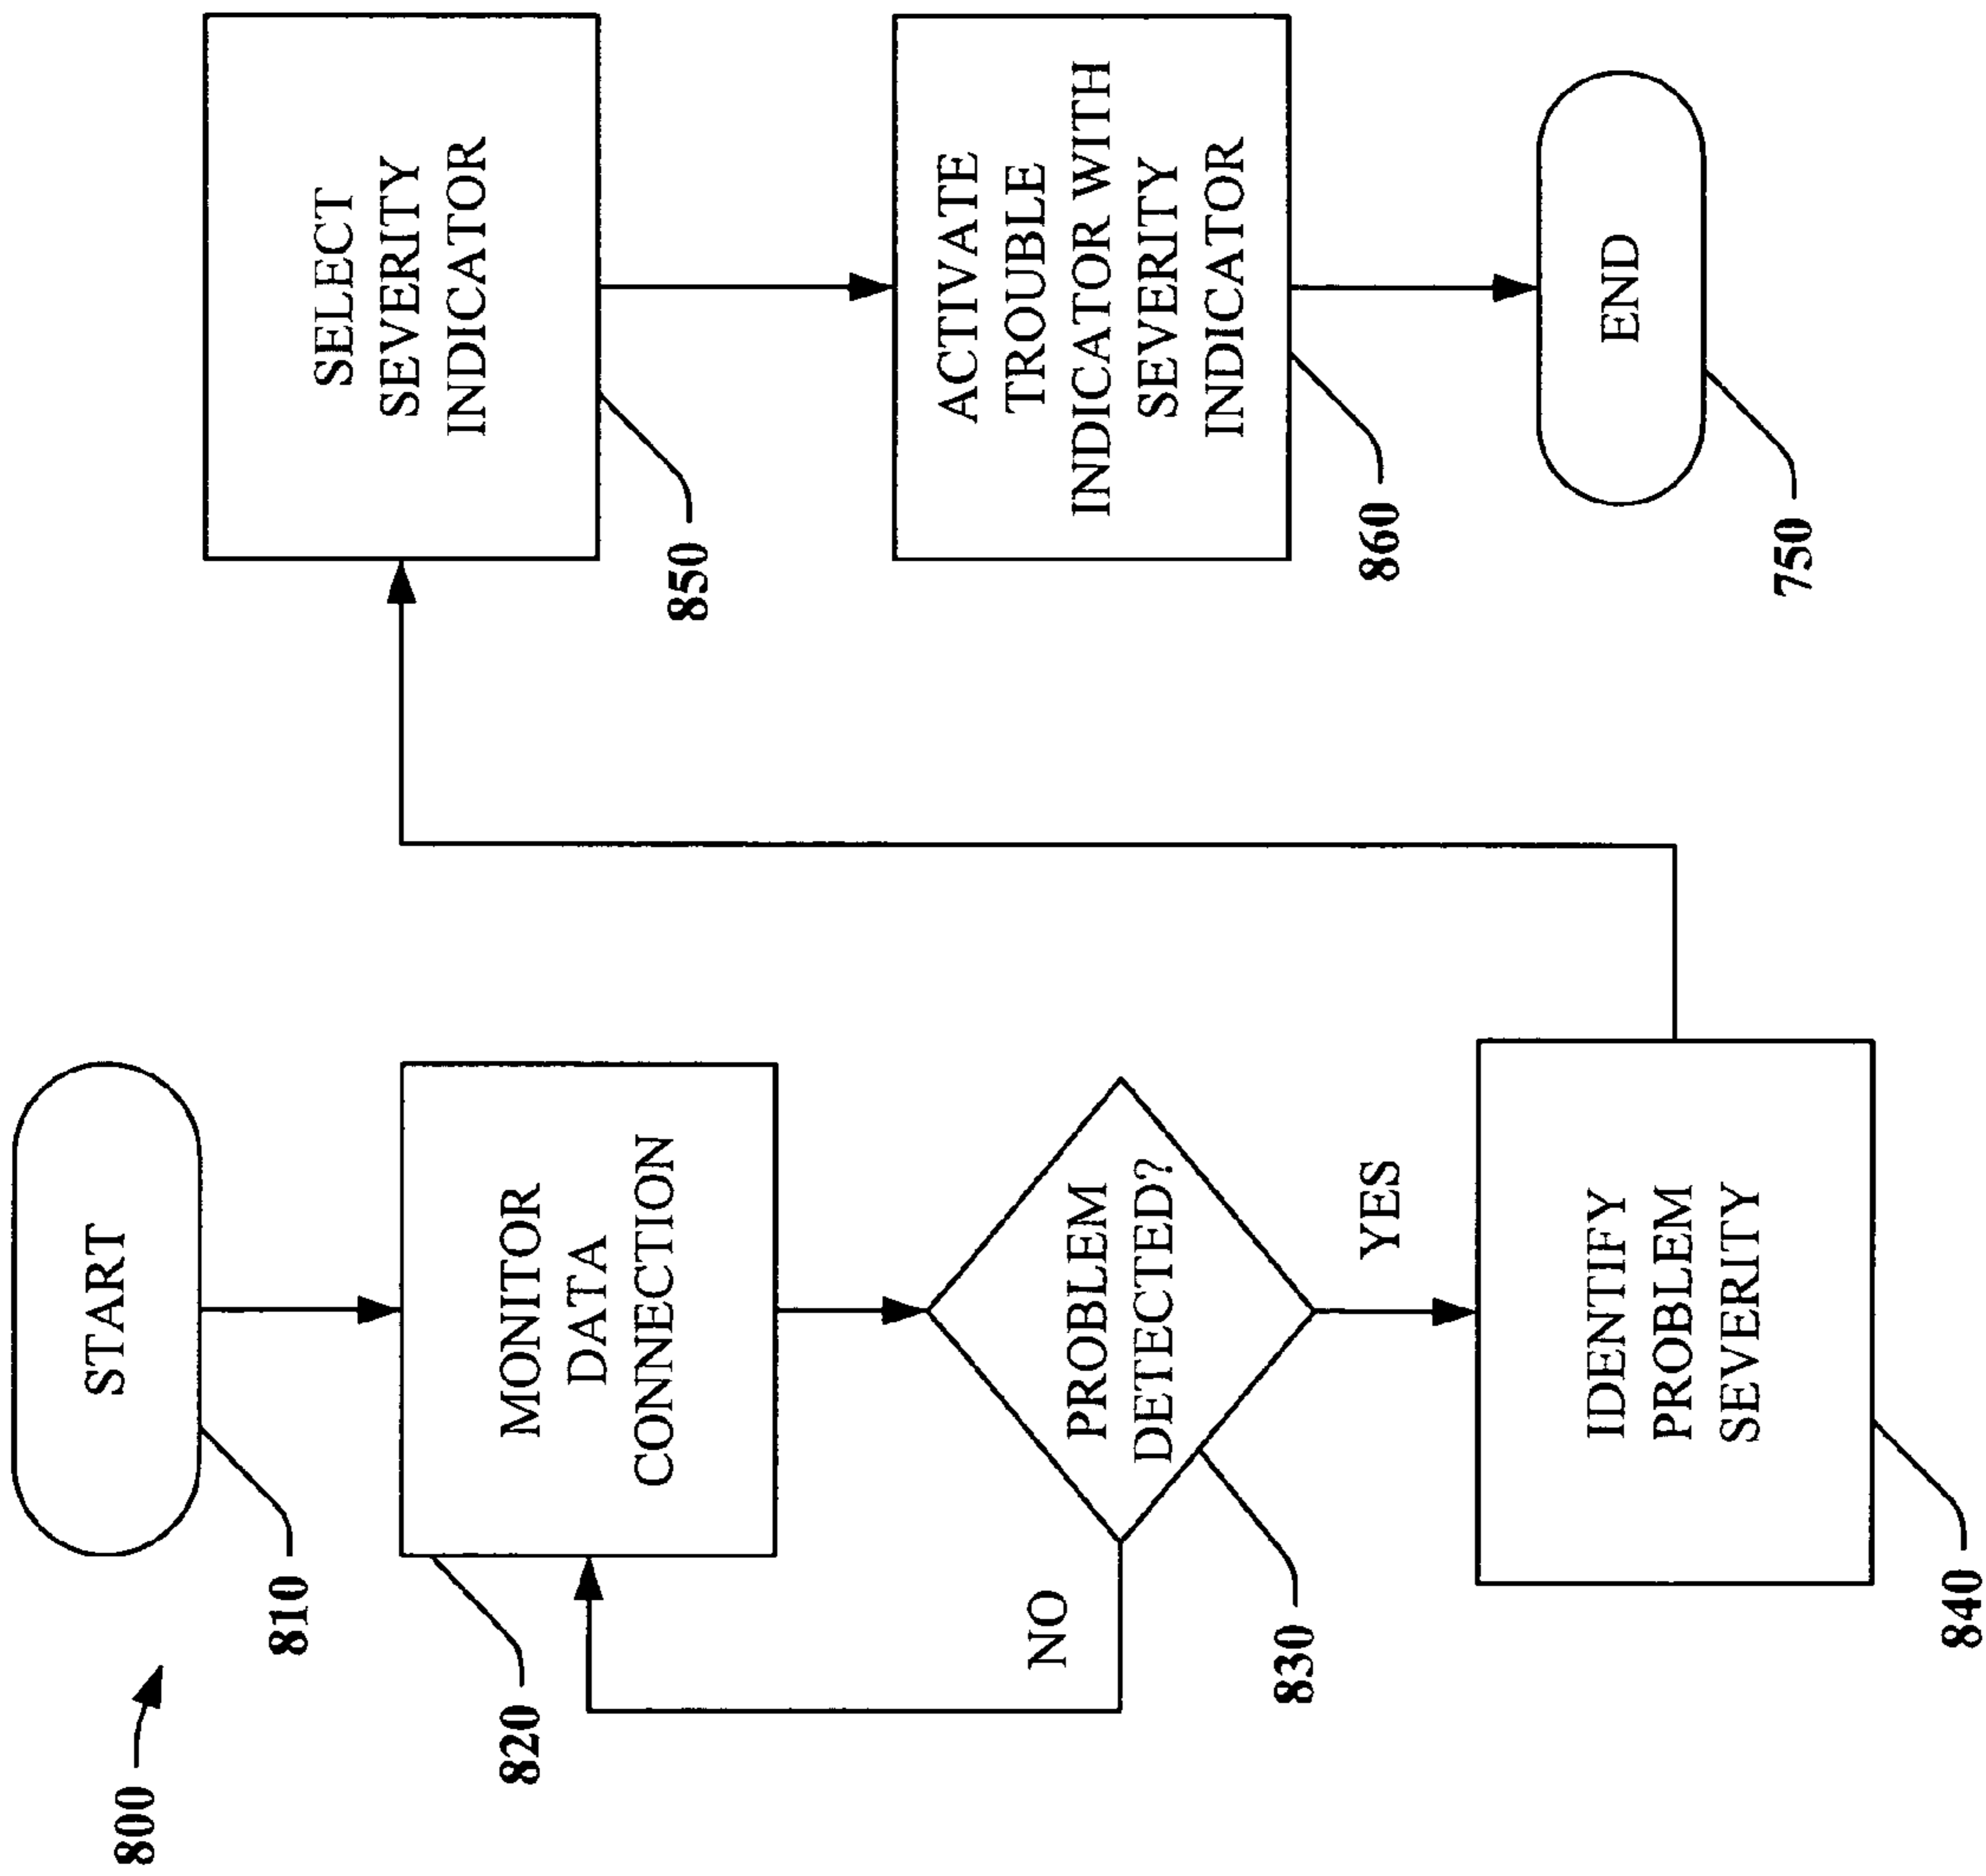 800
START
810
MONITOR
DATA
CONNECTION
820
PROBLEM
DETECTED?
NO
830
YES
IDENTIFY
PROBLEM
SEVERITY
840
SELECT
SEVERITY
INDICATOR
850
ACTIVATE
TROUBLE
INDICATOR WITH
SEVERITY
INDICATOR
860
END
750